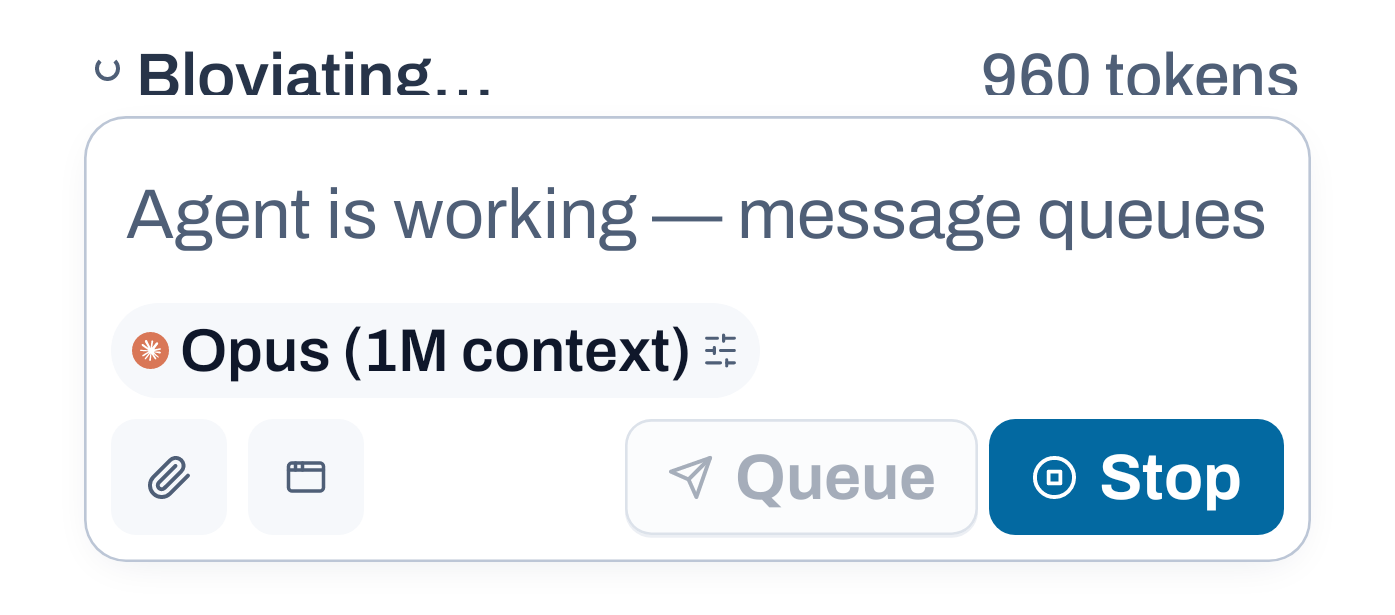 Bloviating...
960 tokens
Agent is working — message queues
Opus (1M context)
Queue
Stop